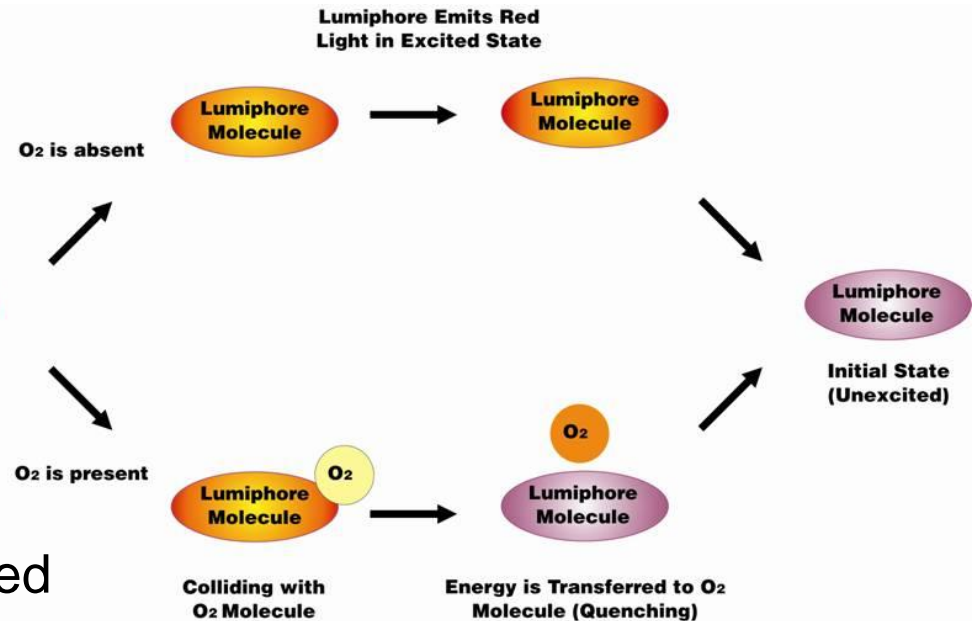 Lumiphore Emits Red
Light in Excited State
Lumiphore
Molecule
Lumiphore
Molecule
O₂ is absent
Lumiphore
Molecule
Initial State
(Unexcited)
O₂ is present
O₂
Lumiphore
Molecule
O₂
Lumiphore
Molecule
ed
Colliding with
O₂ Molecule
Energy is Transferred to O₂
Molecule (Quenching)